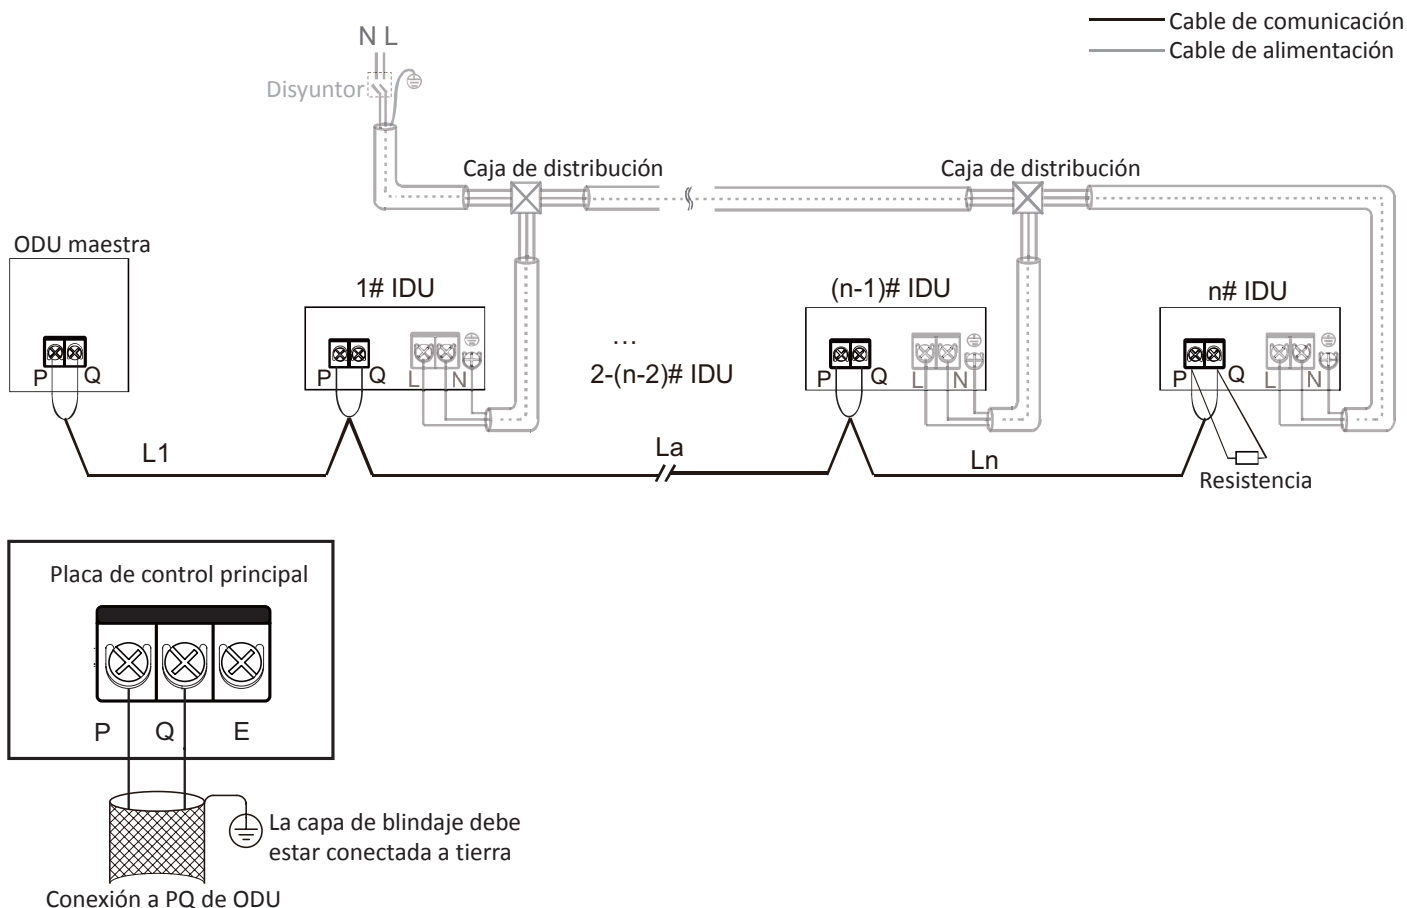 Cable de comunicación
Cable de alimentación
N L
Disyuntor
Caja de distribución
Caja de distribución
ODU maestra
1# IDU
(n-1)# IDU
n# IDU
...
2-(n-2)# IDU
P Q
P Q L N
P Q L N
P Q L N
L1
La
Ln
Resistencia
Placa de control principal
P Q E
La capa de blindaje debe
estar conectada a tierra
Conexión a PQ de ODU